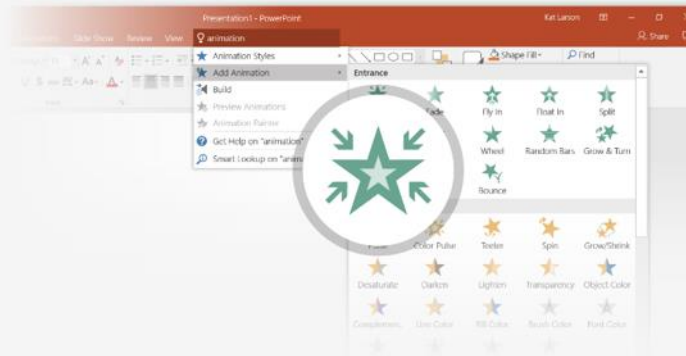 Presentation1 - PowerPoint
Kat Larson
Slide Show Review View
animation
Share
Animation Styles
Add Animation
Build
Preview Animations
Animation Painter
Get Help on "animation"
Smart Lookup on "anim
Aa
A
Shape Fill
Find
Entrance
Fade Fly In Float In Split
Wheel Random Bars Grow & Turn
Bounce
Color Pulse Teeter Spin Grow/Shrink
Desaturate Darken Lighten Transparency Object Color
Line Color Fill Color Brush Color Font Color